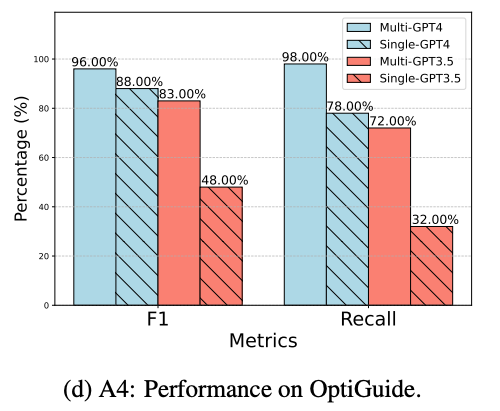 Multi-GPT4
Single-GPT4
Multi-GPT3.5
Single-GPT3.5
Percentage (%)
100
80
60
40
20
0
96.00%
88.00%
83.00%
48.00%
98.00%
78.00%
72.00%
32.00%
F1
Recall
Metrics
(d) A4: Performance on OptiGuide.